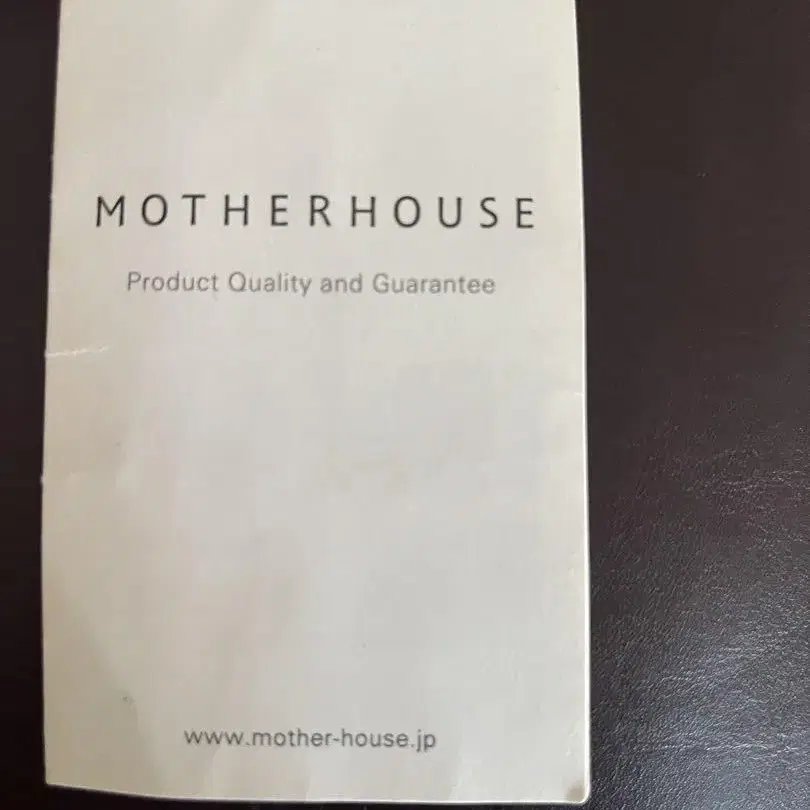 MOTHERHOUSE
Product Quality and Guarantee
www.mother-house.jp